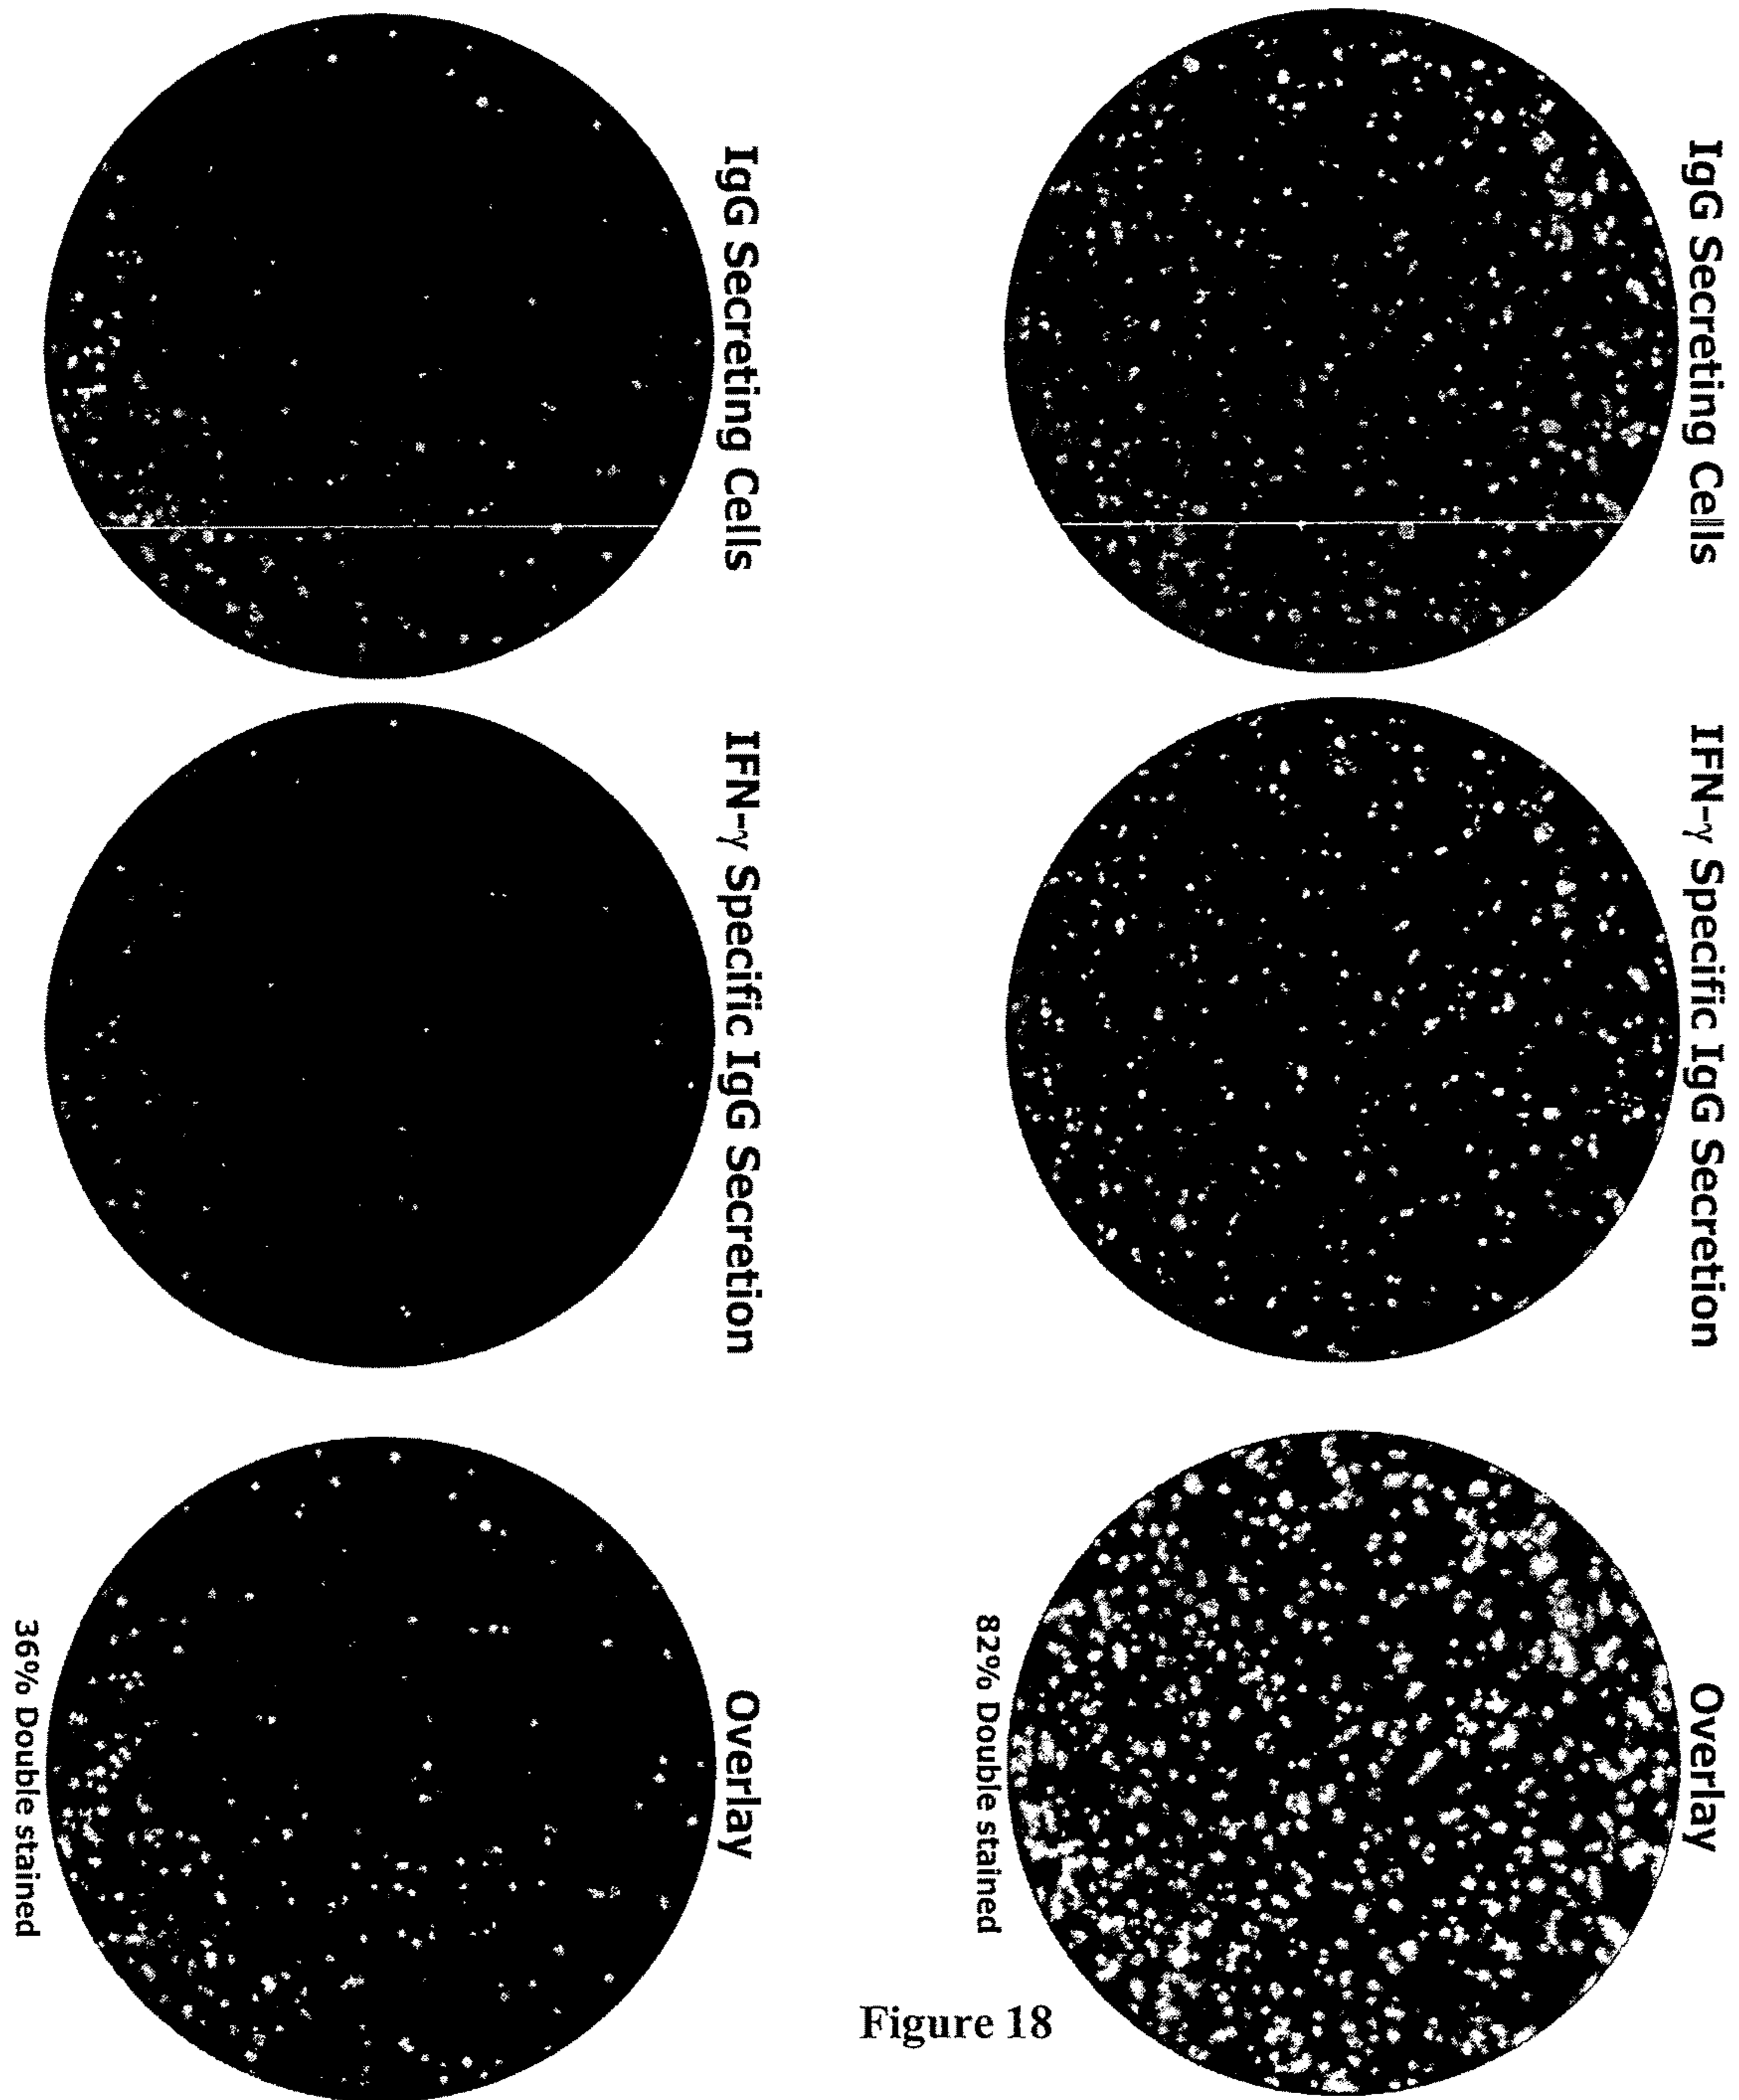 IgG Secreting Cells
IFN-γ Specific IgG Secretion
Overlay
82% Double stained
IgG Secreting Cells
IFN-γ Specific IgG Secretion
Overlay
36% Double stained
Figure 18